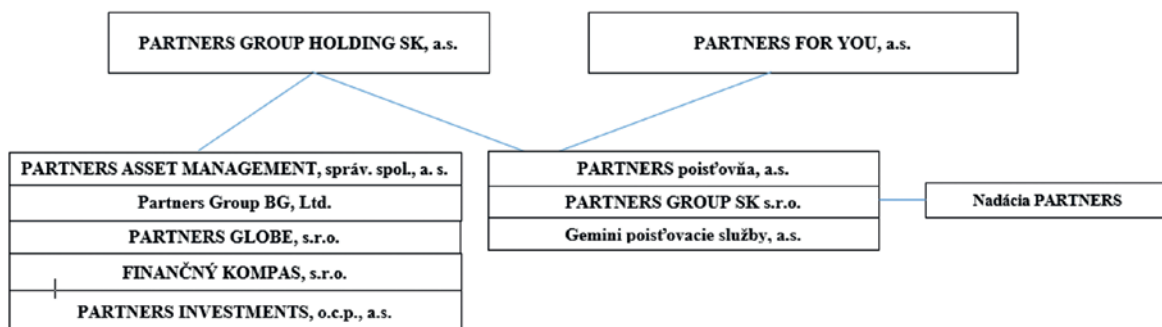 PARTNERS GROUP HOLDING SK, a.s.
PARTNERS FOR YOU, a.s.
PARTNERS ASSET MANAGEMENT, správ. spol., a. s.
Partners Group BG, Ltd.
PARTNERS GLOBE, s.r.o.
FINANČNÝ KOMPAS, s.r.o.
PARTNERS INVESTMENTS, o.c.p., a.s.
PARTNERS poisťovňa, a.s.
PARTNERS GROUP SK s.r.o.
Gemini poisťovacie služby, a.s.
Nadácia PARTNERS